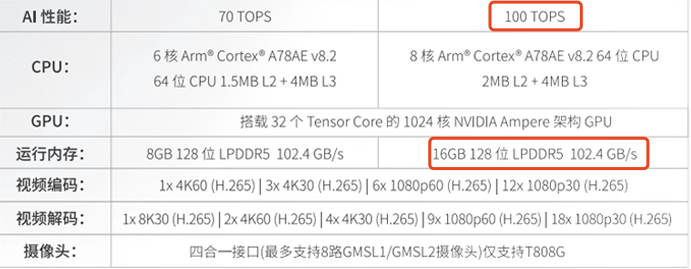 AI 性能： 70 TOPS 100 TOPS
CPU： 6 核 Arm® Cortex® A78AE v8.2 8 核 Arm® Cortex® A78AE v8.2 64 位 CPU
64 位 CPU 1.5MB L2 + 4MB L3 2MB L2 + 4MB L3
GPU： 搭载 32 个 Tensor Core 的 1024 核 NVIDIA Ampere 架构 GPU
运行内存： 8GB 128 位 LPDDR5 102.4 GB/s 16GB 128 位 LPDDR5 102.4 GB/s
视频编码： 1x 4K60 (H.265) | 3x 4K30 (H.265) | 6x 1080p60 (H.265) | 12x 1080p30 (H.265)
视频解码： 1x 8K30 (H.265) | 2x 4K60 (H.265) | 4x 4K30 (H.265) | 9x 1080p60 (H.265) | 18x 1080p30 (H.265)
摄像头： 四合一接口(最多支持8路GMSL1/GMSL2摄像头)仅支持T808G